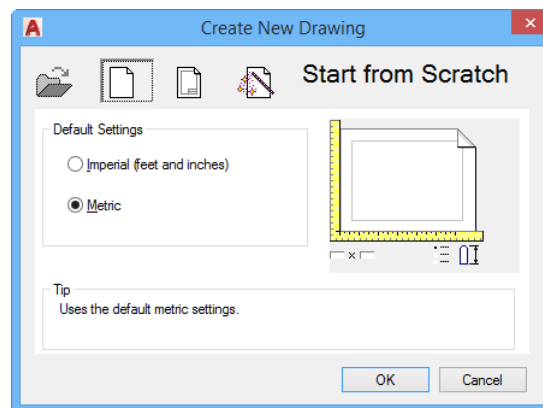 Create New Drawing
Start from Scratch
Default Settings
Imperial (feet and inches)
Metric
Tip
Uses the default metric settings.
OK
Cancel